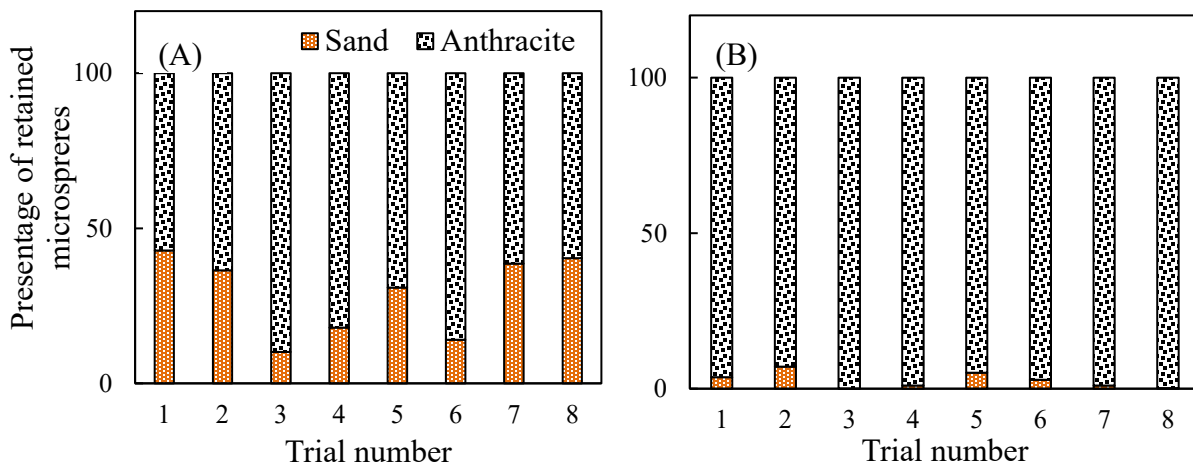 Presentage of retained
microspreres
(A)
Sand
Anthracite
100
50
0
1 2 3 4 5 6 7 8
Trial number
(B)
100
50
0
1 2 3 4 5 6 7 8
Trial number